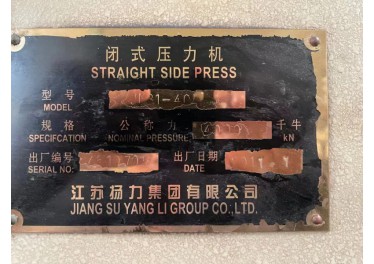 闭式压力机
STRAIGHT SIDE PRESS
型号
MODEL
规格 公称力 千牛
SPECIFCATION NOMINAL PRESSURE kN
出厂编号 出厂日期
SERIAL NO: DATE
江苏扬力集团有限公司
JIANG SU YANG LI GROUP CO.,LTD.